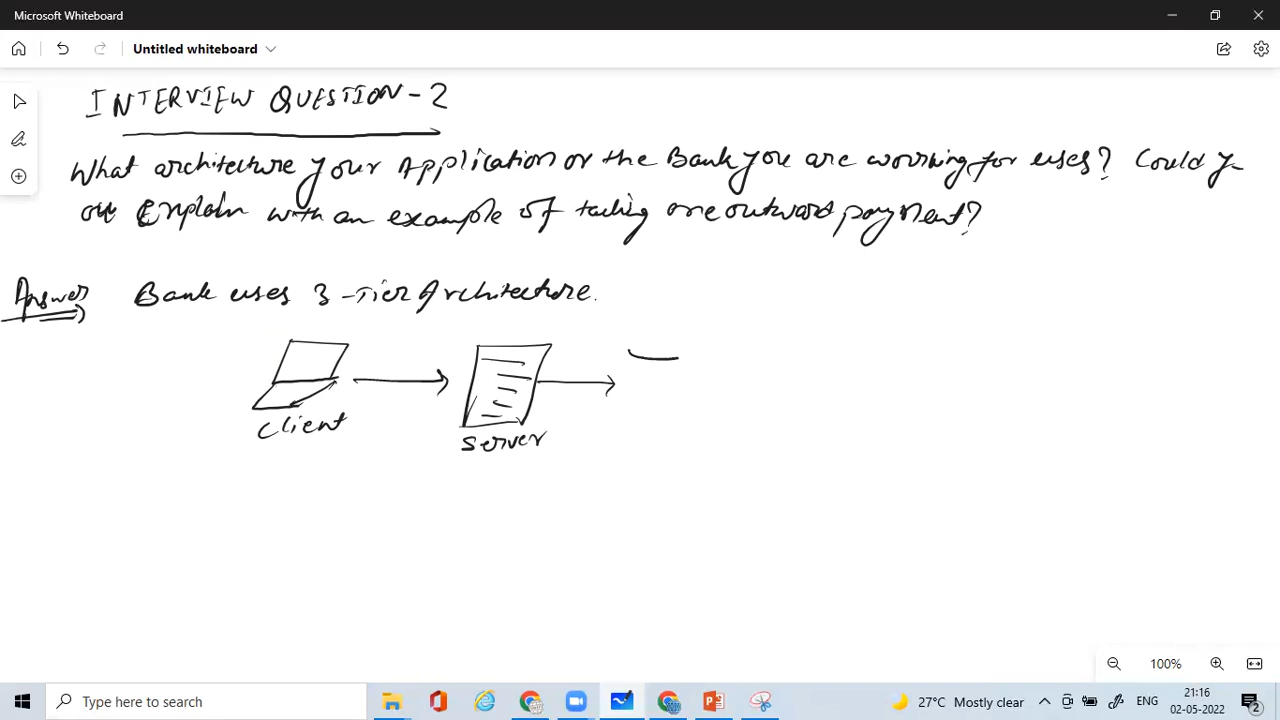 Microsoft Whiteboard
Untitled whiteboard
INTERVIEW QUESTION-2
What architecture your Application or the Bank you are working for uses? Could y-
ou Explain with an example of taking one outward payment?
Answer Bank uses 3-Tier Architecture.
Client
Server
100%
Type here to search
27°C Mostly clear
ENG
21:16
02-05-2022
2